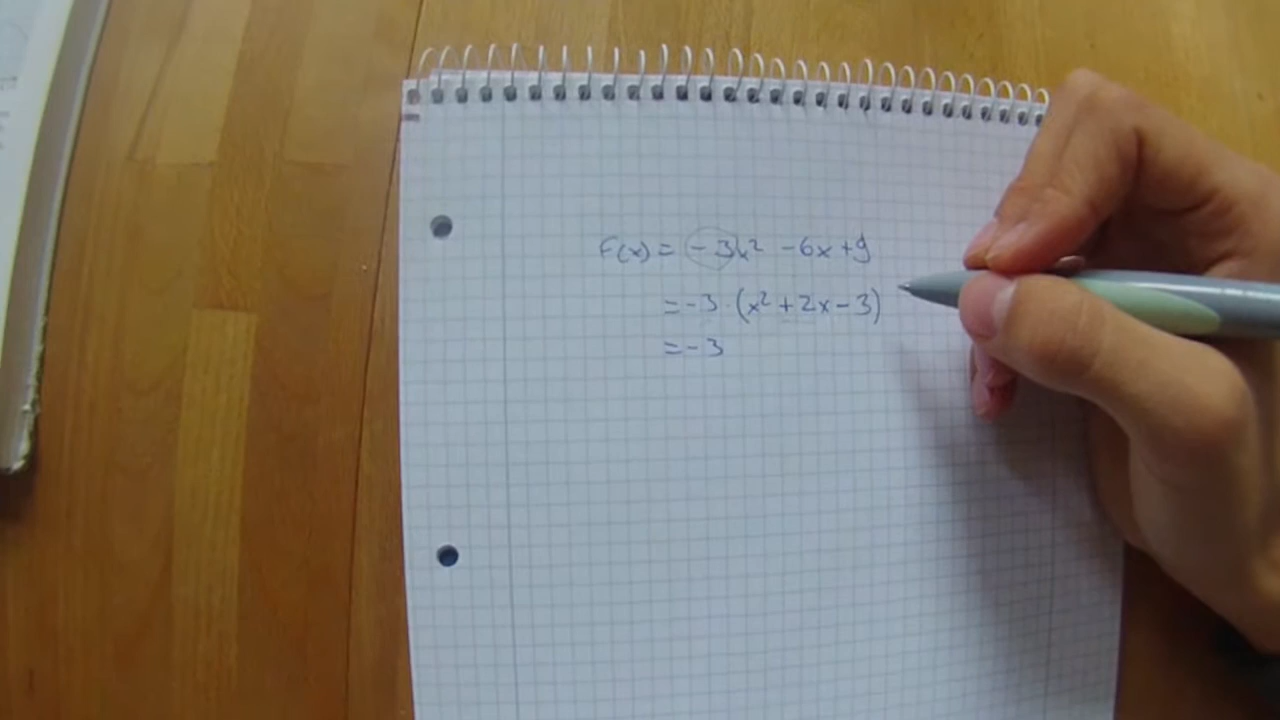 f(x) = -3x² -6x+9
= -3 · (x² + 2x - 3)
= -3